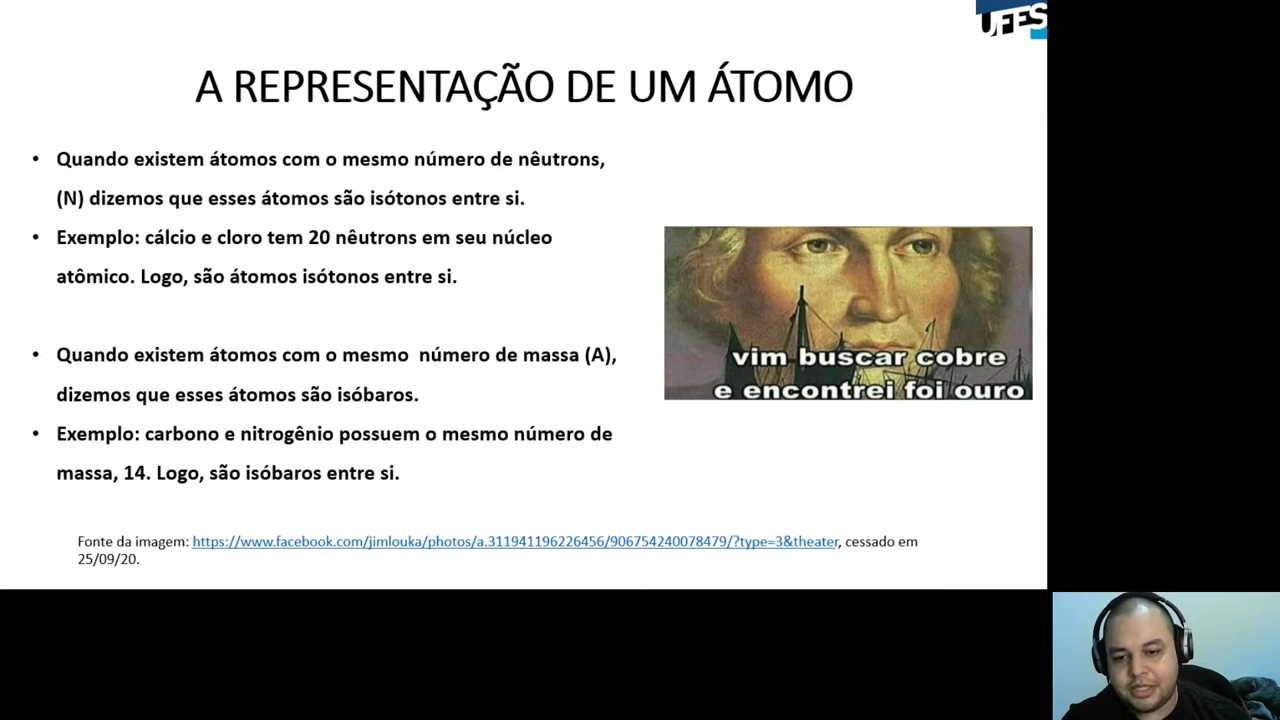 UFES
A REPRESENTAÇÃO DE UM ÁTOMO
• Quando existem átomos com o mesmo número de nêutrons,
(N) dizemos que esses átomos são isótonos entre si.
• Exemplo: cálcio e cloro tem 20 nêutrons em seu núcleo
atômico. Logo, são átomos isótonos entre si.
• Quando existem átomos com o mesmo número de massa (A),
dizemos que esses átomos são isóbaros.
• Exemplo: carbono e nitrogênio possuem o mesmo número de
massa, 14. Logo, são isóbaros entre si.
vim buscar cobre
e encontrei foi ouro
Fonte da imagem: https://www.facebook.com/jimlouka/photos/a.311941196226456/906754240078479/?type=3&theater, cessado em
25/09/20.